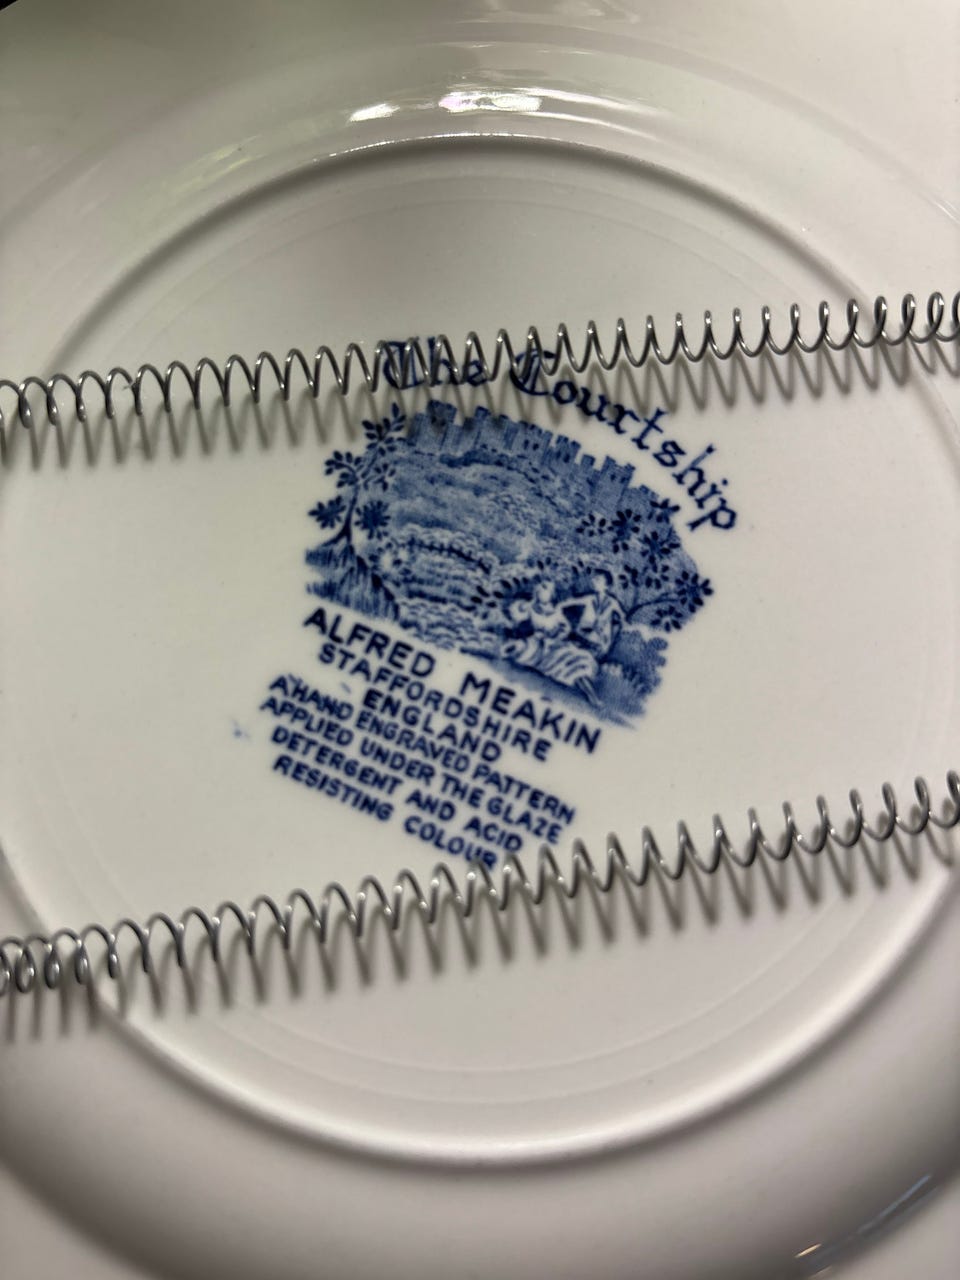 The Courtship
ALFRED MEAKIN
STAFFORDSHIRE
ENGLAND
A HAND ENGRAVED PATTERN
APPLIED UNDER THE GLAZE
DETERGENT AND ACID
RESISTING COLOUR